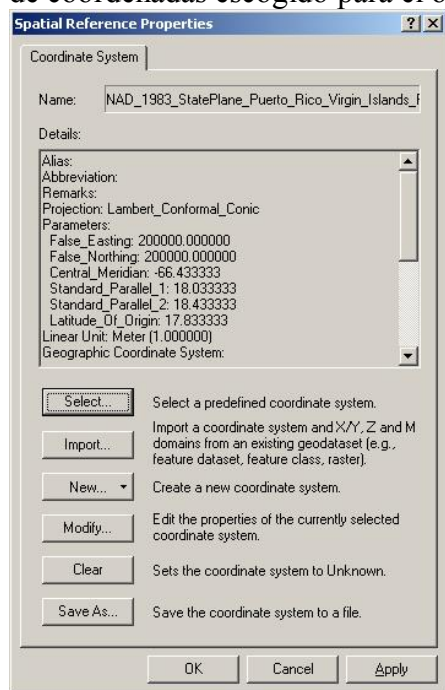 de coordenadas escogido para el
Spatial Reference Properties
Coordinate System
Name: NAD_1983_StatePlane_Puerto_Rico_Virgin_Islands_
Details:
Alias:
Abbreviation:
Remarks:
Projection: Lambert_Conformal_Conic
Parameters:
False_Easting: 200000.000000
False_Northing: 200000.000000
Central_Meridian: -66.433333
Standard_Parallel_1: 18.033333
Standard_Parallel_2: 18.433333
Latitude_Of_Origin: 17.833333
Linear Unit: Meter (1.000000)
Geographic Coordinate System:
Select... Select a predefined coordinate system.
Import... Import a coordinate system and X/Y, Z and M
domains from an existing geodataset (e.g.,
feature dataset, feature class, raster).
New... Create a new coordinate system.
Modify... Edit the properties of the currently selected
coordinate system.
Clear Sets the coordinate system to Unknown.
Save As... Save the coordinate system to a file.
OK Cancel Apply